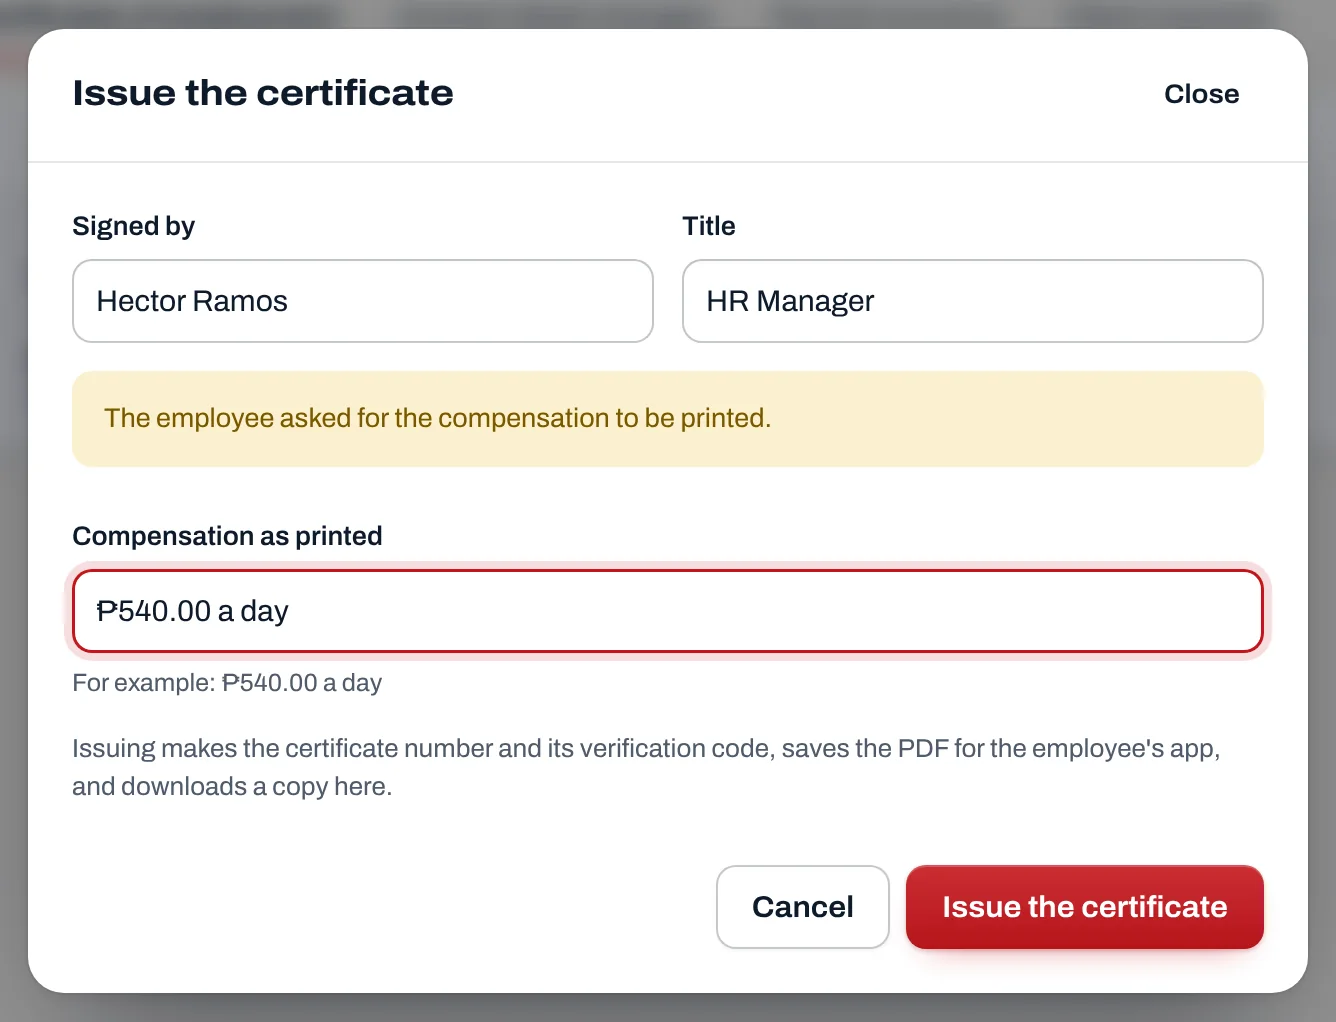 Issue the certificate
Close
Signed by
Title
Hector Ramos
HR Manager
The employee asked for the compensation to be printed.
Compensation as printed
₱540.00 a day
For example: ₱540.00 a day
Issuing makes the certificate number and its verification code, saves the PDF for the employee's app,
and downloads a copy here.
Cancel
Issue the certificate